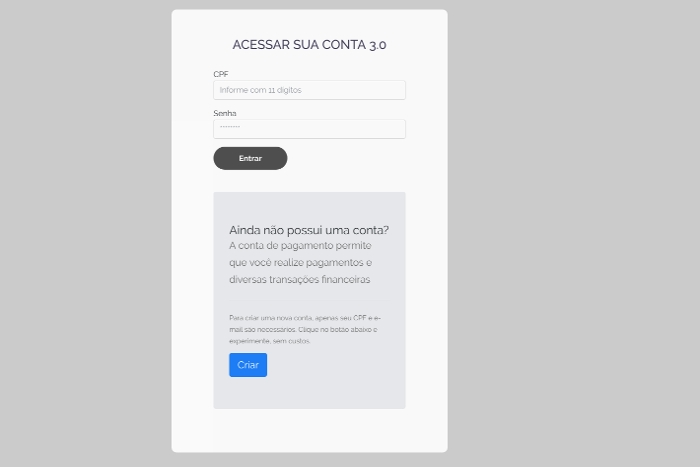 ACESSAR SUA CONTA 3.0
CPF
Informe com 11 dígitos
Senha
--------
Entrar
Ainda não possui uma conta?
A conta de pagamento permite
que você realize pagamentos e
diversas transações financeiras
Para criar uma nova conta, apenas seu CPF e e-
mail são necessários. Clique no botão abaixo e
experimente, sem custos.
Criar